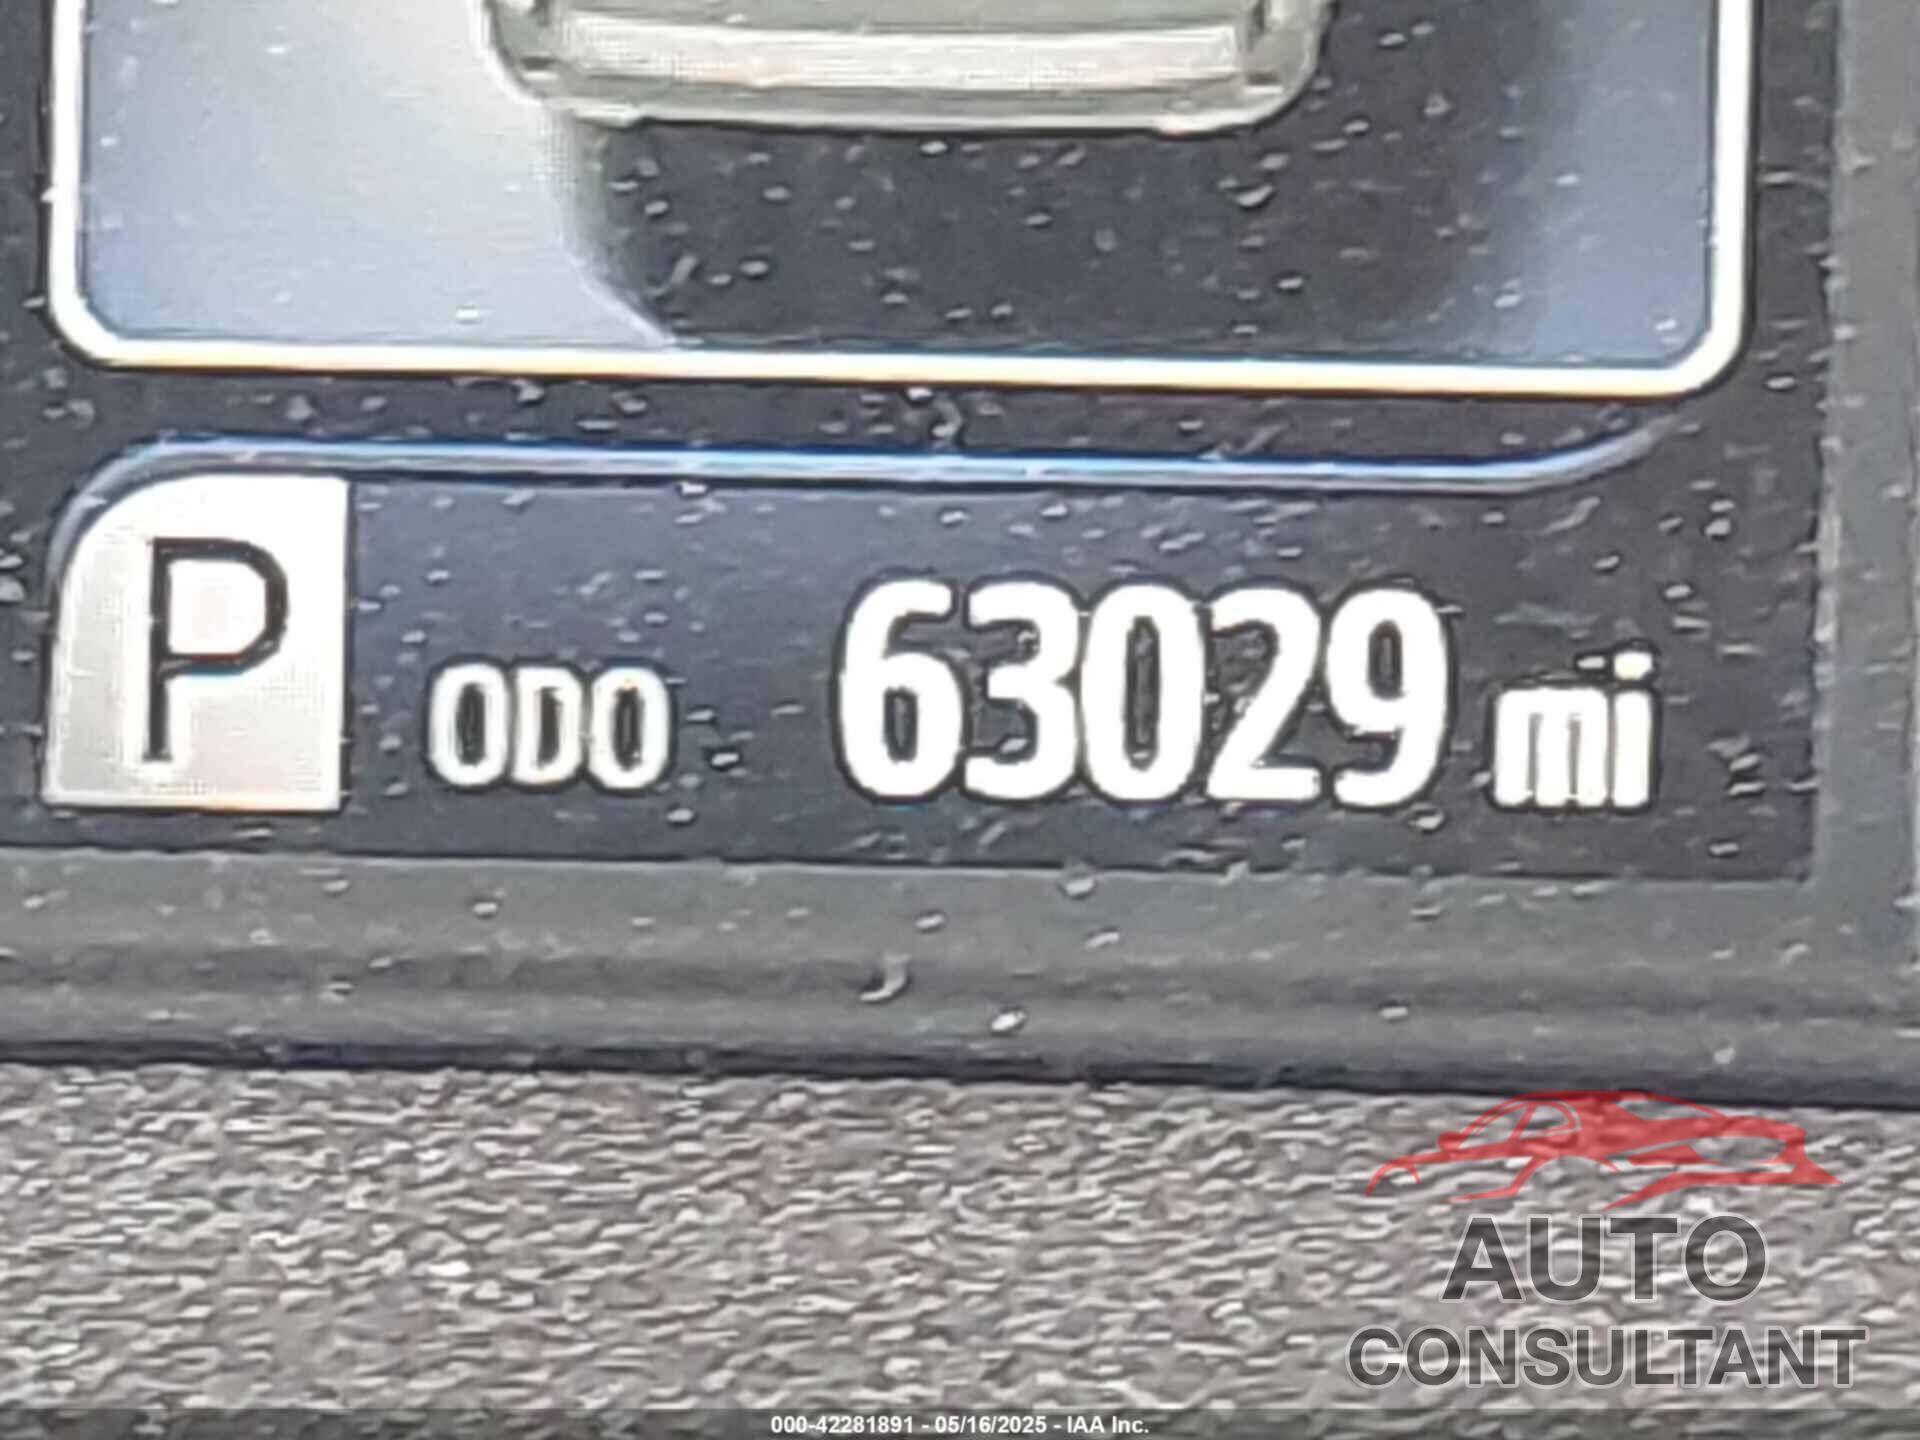 P ODO 63029 mi
AUTO
CONSULTANT
000-42281891 - 05/16/2025 - IAA Inc.